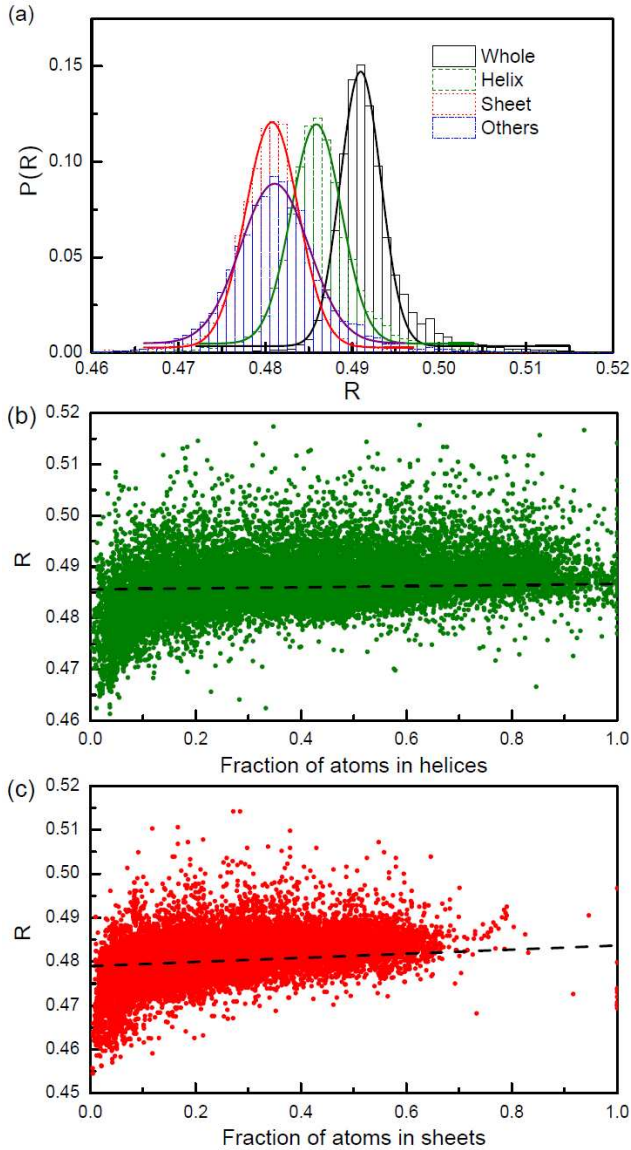 (a)
0.15
0.10
0.05
0.00
P(R)
Whole
Helix
Sheet
Others
0.46 0.47 0.48 0.49 0.50 0.51 0.52
R
(b)
0.52
0.51
0.50
0.49
0.48
0.47
0.46
R
0.0 0.2 0.4 0.6 0.8 1.0
Fraction of atoms in helices
(c)
0.52
0.51
0.50
0.49
0.48
0.47
0.46
0.45
R
0.0 0.2 0.4 0.6 0.8 1.0
Fraction of atoms in sheets